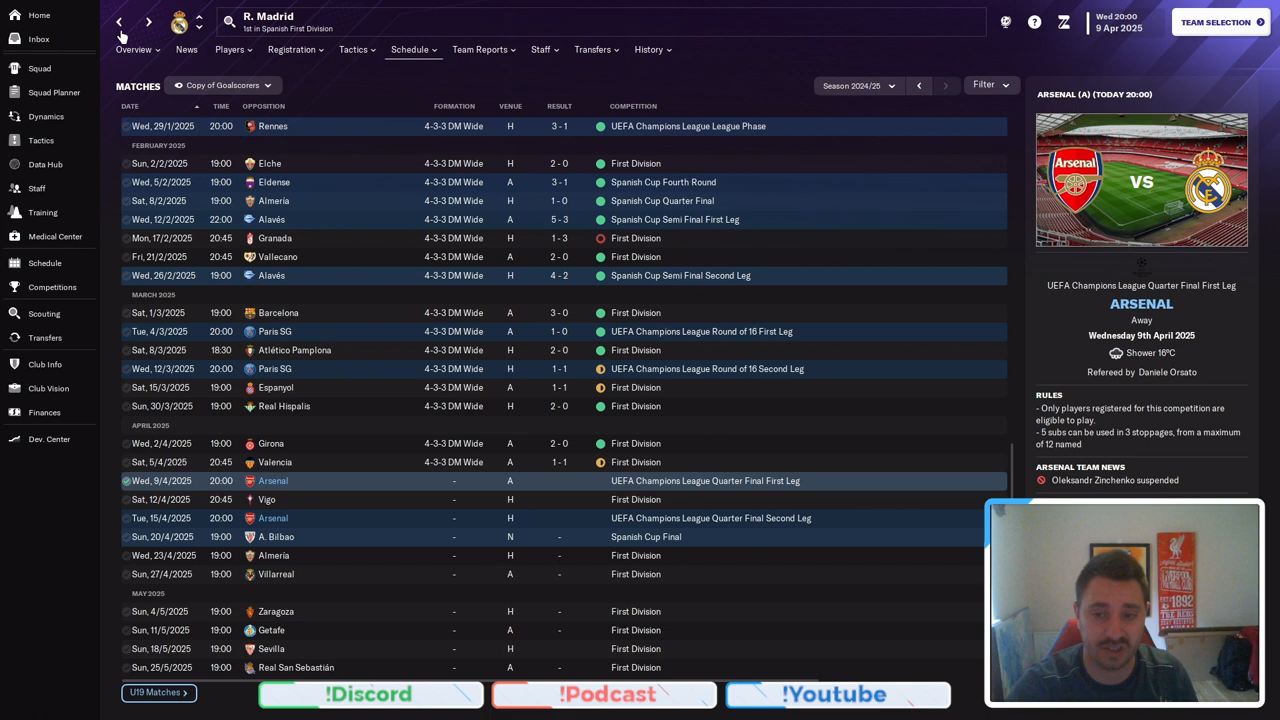 Home
Inbox
Squad
Squad Planner
Dynamics
Tactics
Data Hub
Staff
Training
Medical Center
Schedule
Competitions
Scouting
Transfers
Club Info
Club Vision
Finances
Dev. Center
R. Madrid
1st in Spanish First Division
Wed 20:00
9 Apr 2025
TEAM SELECTION
Overview News Players Registration Tactics Schedule Team Reports Staff Transfers History
MATCHES Copy of Goalscorers Season 2024/25 Filter
DATE TIME OPPOSITION FORMATION VENUE RESULT COMPETITION
Wed, 29/1/2025 20:00 Rennes 4-3-3 DM Wide H 3 - 1 UEFA Champions League League Phase
FEBRUARY 2025
Sun, 2/2/2025 19:00 Elche 4-3-3 DM Wide H 2 - 0 First Division
Wed, 5/2/2025 19:00 Eldense 4-3-3 DM Wide A 3 - 1 Spanish Cup Fourth Round
Sat, 8/2/2025 19:00 Almería 4-3-3 DM Wide H 1 - 0 Spanish Cup Quarter Final
Wed, 12/2/2025 22:00 Alavés 4-3-3 DM Wide A 5 - 3 Spanish Cup Semi Final First Leg
Mon, 17/2/2025 20:45 Granada 4-3-3 DM Wide H 1 - 3 First Division
Fri, 21/2/2025 20:45 Vallecano 4-3-3 DM Wide A 2 - 0 First Division
Wed, 26/2/2025 19:00 Alavés 4-3-3 DM Wide H 4 - 2 Spanish Cup Semi Final Second Leg
MARCH 2025
Sat, 1/3/2025 19:00 Barcelona 4-3-3 DM Wide A 3 - 0 First Division
Tue, 4/3/2025 20:00 Paris SG 4-3-3 DM Wide A 1 - 0 UEFA Champions League Round of 16 First Leg
Sat, 8/3/2025 18:30 Atlético Pamplona 4-3-3 DM Wide H 2 - 0 First Division
Wed, 12/3/2025 20:00 Paris SG 4-3-3 DM Wide H 1 - 1 UEFA Champions League Round of 16 Second Leg
Sat, 15/3/2025 19:00 Espanyol 4-3-3 DM Wide A 1 - 1 First Division
Sun, 30/3/2025 19:00 Real Hispalis 4-3-3 DM Wide H 2 - 0 First Division
APRIL 2025
Wed, 2/4/2025 19:00 Girona 4-3-3 DM Wide H 2 - 0 First Division
Sat, 5/4/2025 20:45 Valencia 4-3-3 DM Wide A 1 - 1 First Division
Wed, 9/4/2025 20:00 Arsenal - A UEFA Champions League Quarter Final First Leg
Sat, 12/4/2025 20:45 Vigo - A First Division
Tue, 15/4/2025 20:00 Arsenal - H UEFA Champions League Quarter Final Second Leg
Sun, 20/4/2025 19:00 A. Bilbao - N - Spanish Cup Final
Wed, 23/4/2025 19:00 Almería - H - First Division
Sun, 27/4/2025 19:00 Villarreal - A - First Division
MAY 2025
Sun, 4/5/2025 19:00 Zaragoza - H - First Division
Sun, 11/5/2025 19:00 Getafe - A - First Division
Sun, 18/5/2025 19:00 Sevilla - H First Division
Sun, 25/5/2025 19:00 Real San Sebastián - A - First Division
U19 Matches
!Discord !Podcast !Youtube
ARSENAL (A) (TODAY 20:00)
Arsenal
VS
UEFA Champions League Quarter Final First Leg
ARSENAL
Away
Wednesday 9th April 2025
Shower 16°C
Refereed by Daniele Orsato
RULES
- Only players registered for this competition are
eligible to play.
- 5 subs can be used in 3 stoppages, from a maximum
of 12 named
ARSENAL TEAM NEWS
Oleksandr Zinchenko suspended
LIVERPOOL
1892
THE REDS